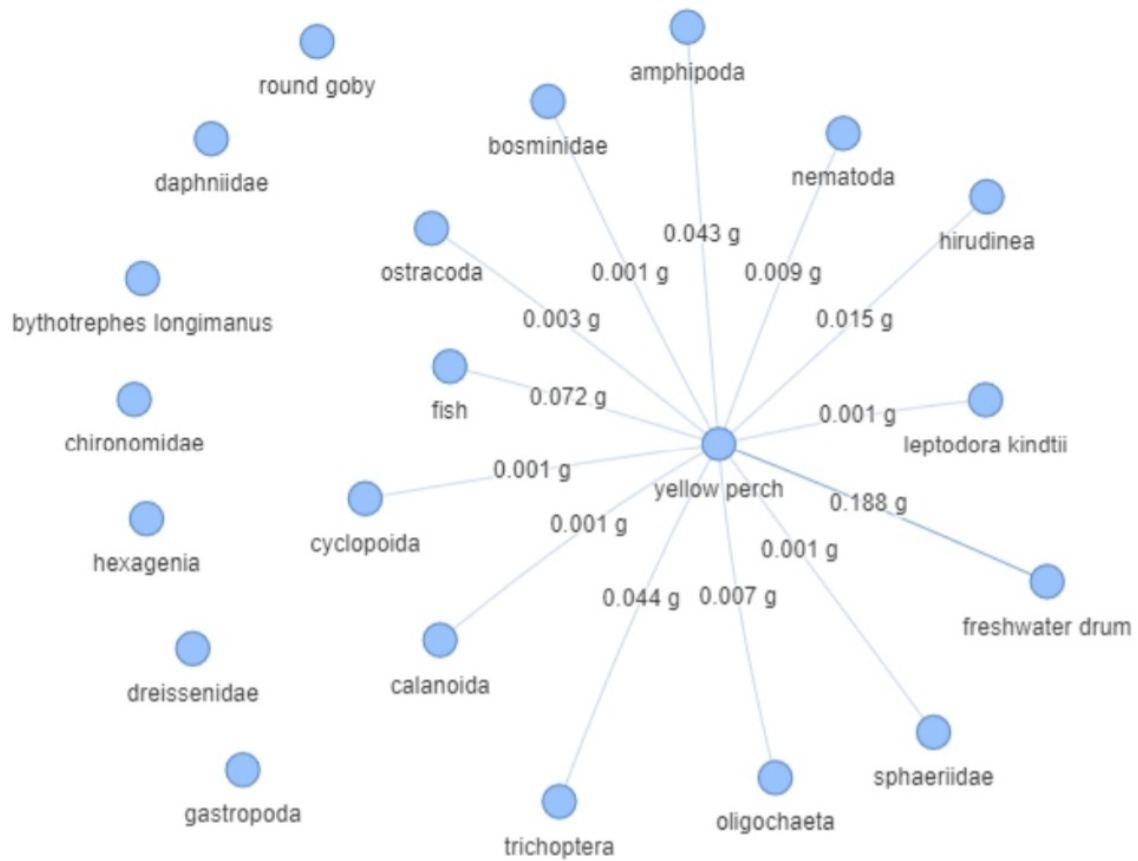 round goby
amphipoda
bosminidae
nematoda
daphniidae
hirudinea
0.043 g
ostracoda
0.001 g
0.009 g
0.003 g
0.015 g
bythotrephes longimanus
0.072 g
fish
0.001 g
chironomidae
leptodora kindtii
0.001 g
yellow perch
0.188 g
cyclopoida
0.001 g
0.001 g
hexagenia
0.044 g
0.007 g
freshwater drum
dreissenidae
calanoida
sphaeriidae
gastropoda
oligochaeta
trichoptera